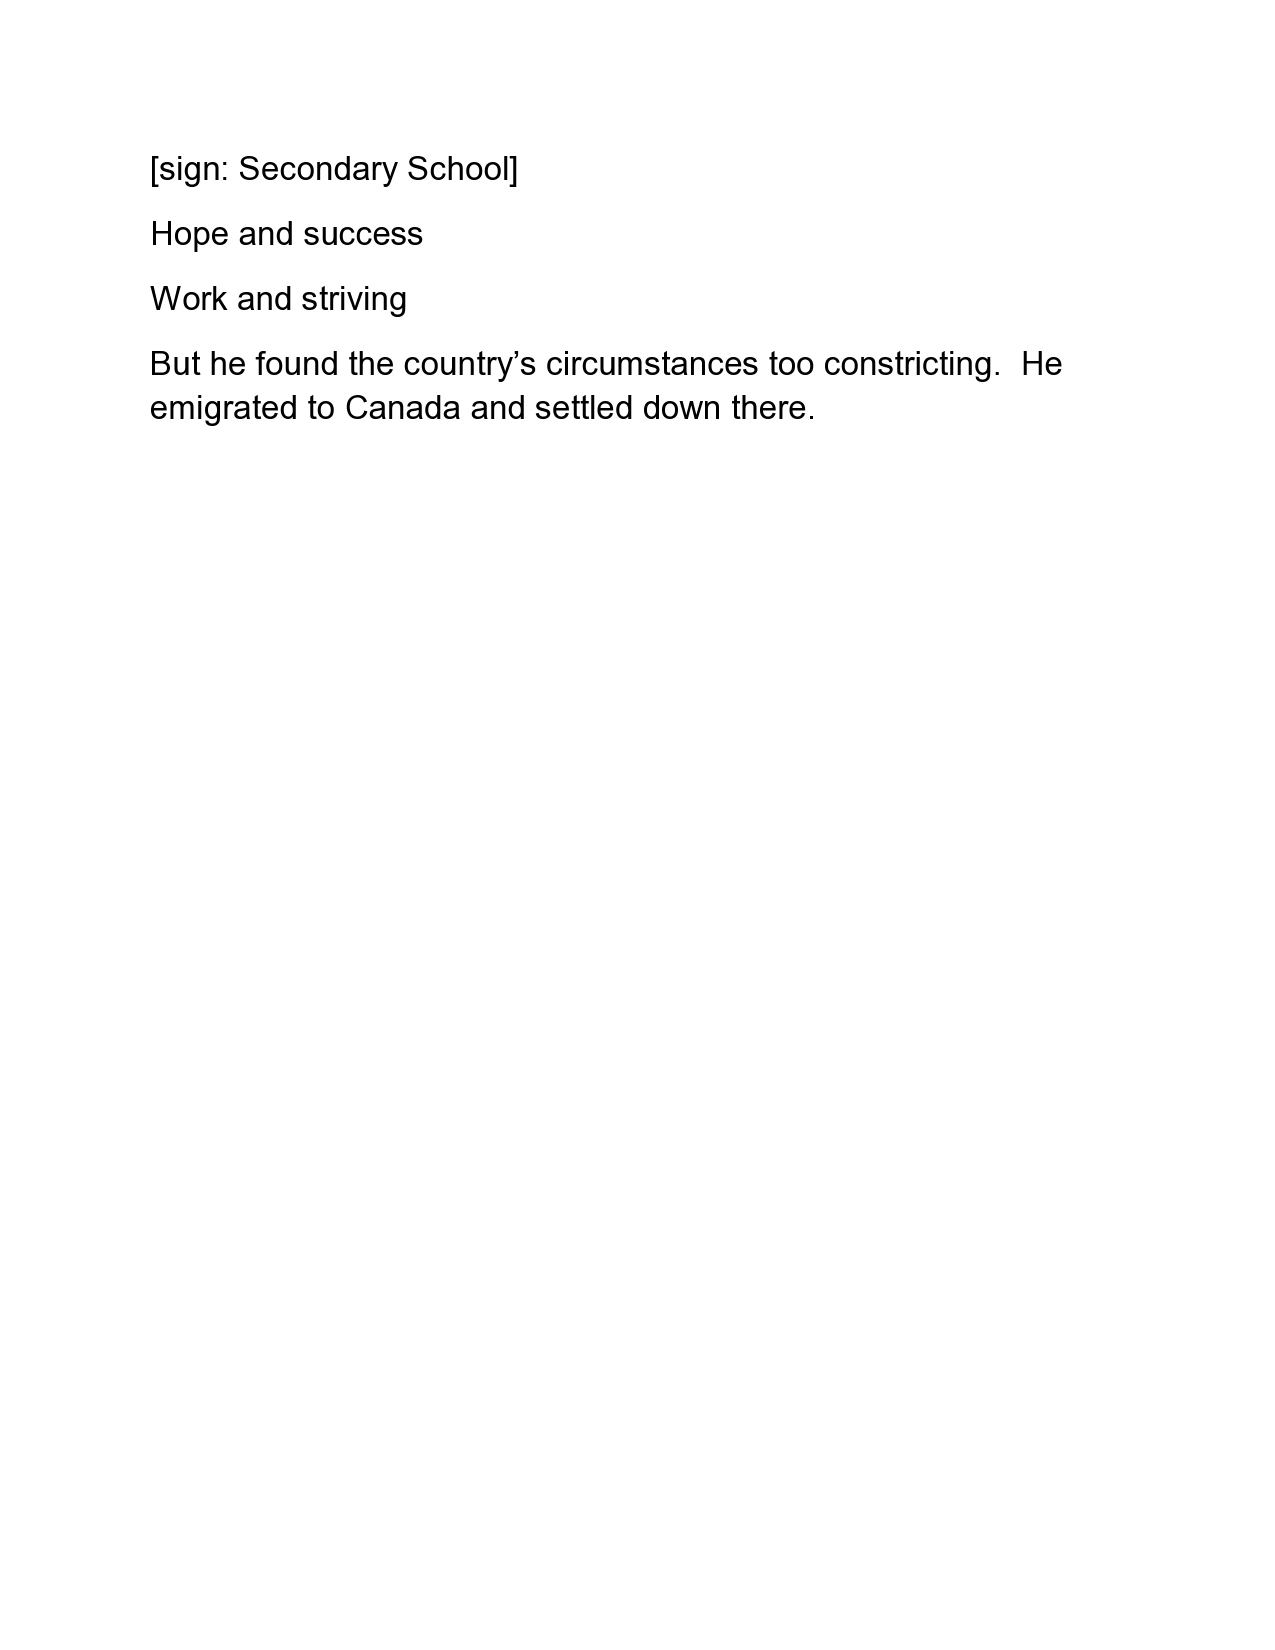 [sign: Secondary School]
Hope and success
Work and striving
But he found the country’s circumstances too constricting.  He
emigrated to Canada and settled down there.